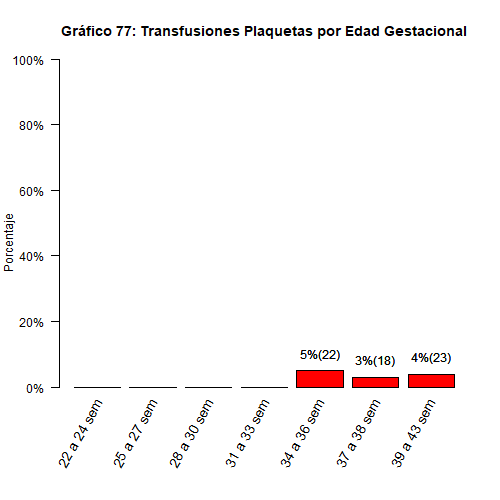 Gráfico 77: Transfusiones Plaquetas por Edad Gestacional
100%
80%
60%
40%
20%
0%
Porcentaje
5%(22)
3%(18)
4%(23)
22 a 24 sem
25 a 27 sem
28 a 30 sem
31 a 33 sem
34 a 36 sem
37 a 38 sem
39 a 43 sem